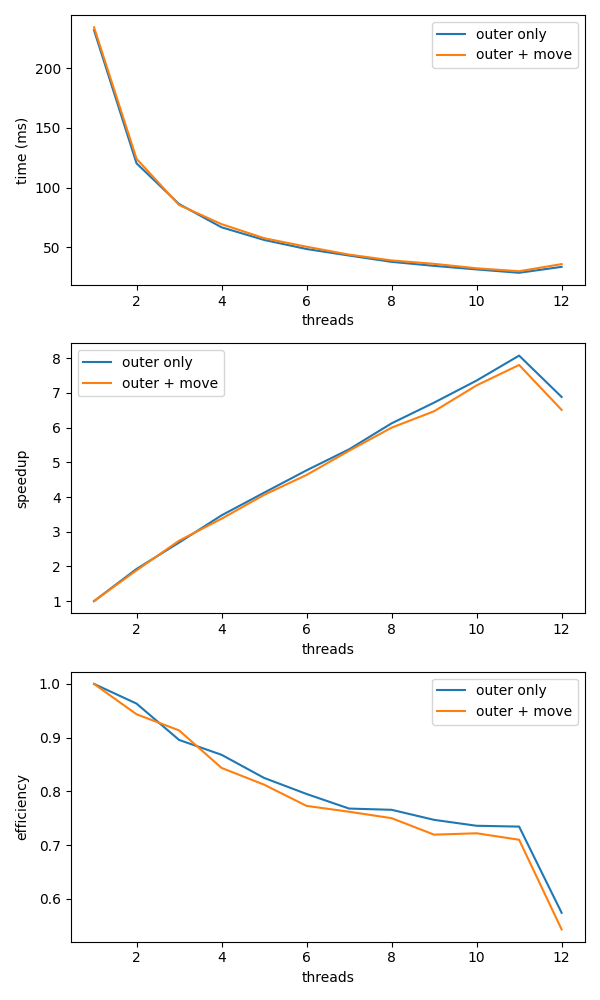 outer only
outer + move
200
150
100
50
time (ms)
2 4 6 8 10 12
threads
outer only
outer + move
8
7
6
5
4
3
2
1
speedup
2 4 6 8 10 12
threads
outer only
outer + move
1.0
0.9
0.8
0.7
0.6
efficiency
2 4 6 8 10 12
threads